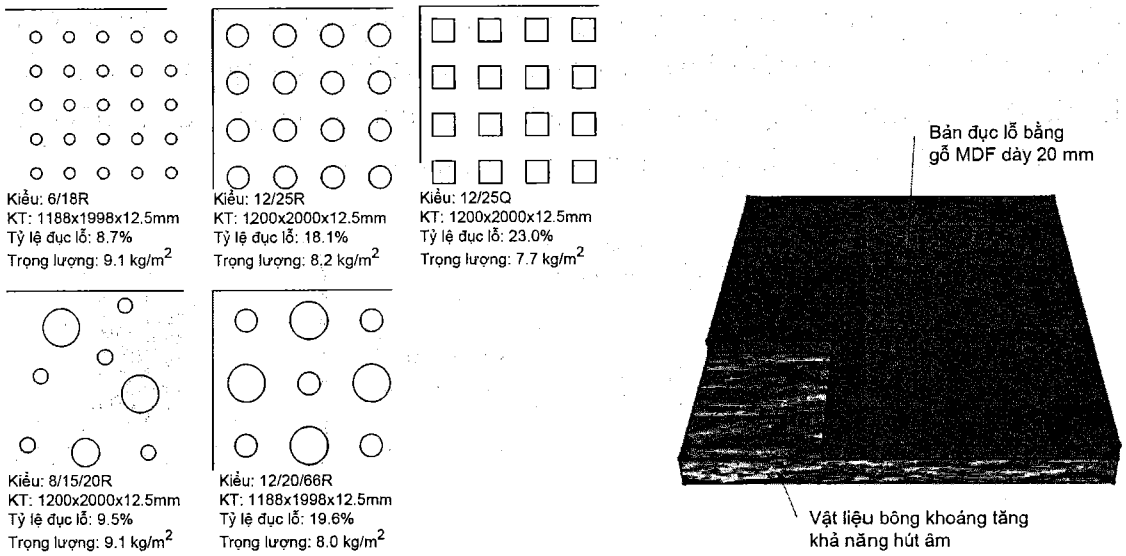 Kiểu: 6/18R
KT: 1188x1998x12.5mm
Tỷ lệ đục lỗ: 8.7%
Trọng lượng: 9.1 kg/m²
Kiểu: 12/25R
KT: 1200x2000x12.5mm
Tỷ lệ đục lỗ: 18.1%
Trọng lượng: 8.2 kg/m²
Kiểu: 12/25Q
KT: 1200x2000x12.5mm
Tỷ lệ đục lỗ: 23.0%
Trọng lượng: 7.7 kg/m²
Kiểu: 8/15/20R
KT: 1200x2000x12.5mm
Tỷ lệ đục lỗ: 9.5%
Trọng lượng: 9.1 kg/m²
Kiểu: 12/20/66R
KT: 1188x1998x12.5mm
Tỷ lệ đục lỗ: 19.6%
Trọng lượng: 8.0 kg/m²
Bản đục lỗ bằng
gỗ MDF dày 20 mm
Vật liệu bông khoáng tăng
khả năng hút âm